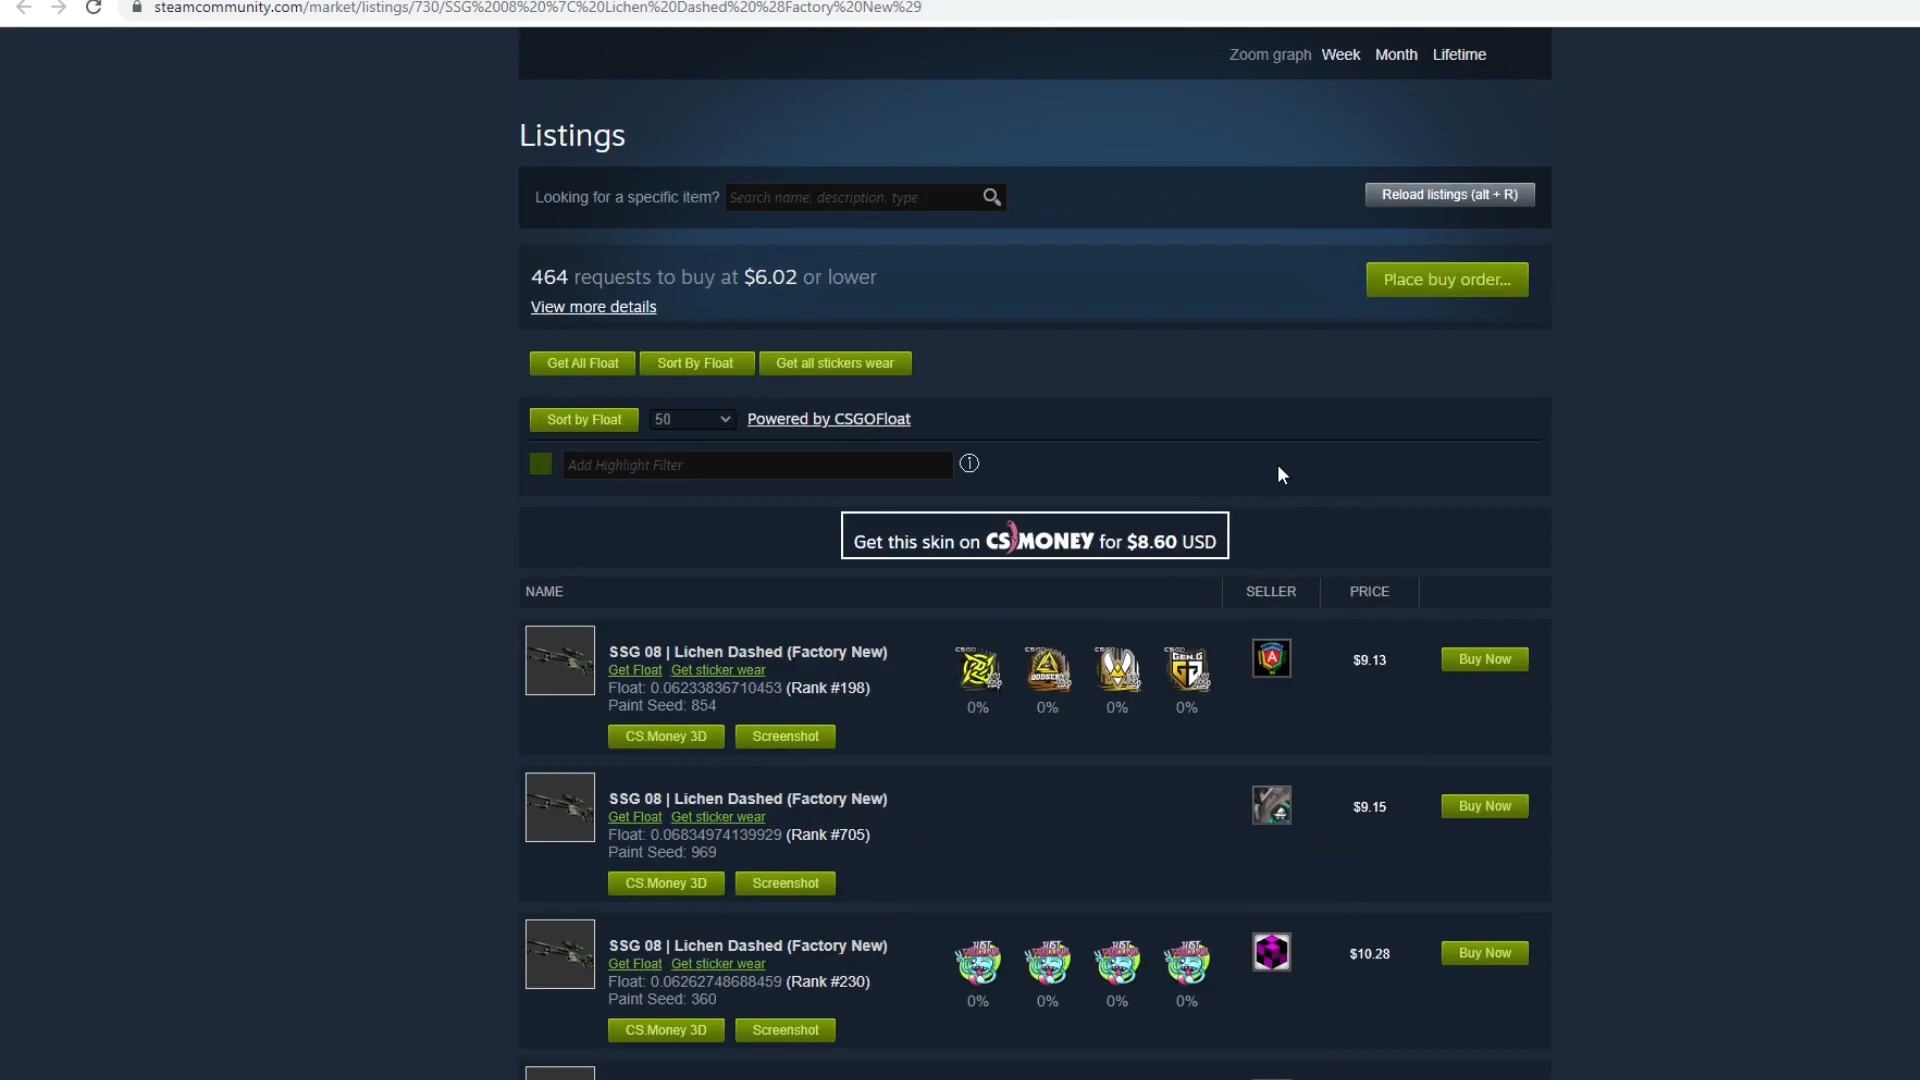 steamcommunity.com/market/listings/730/SSG%2008%20%7C%20Lichen%20Dashed%20%28Factory%20New%29
Zoom graph Week Month Lifetime
Listings
Looking for a specific item? Search name, description, type
Reload listings (alt + R)
464 requests to buy at $6.02 or lower
Place buy order...
View more details
Get All Float Sort By Float Get all stickers wear
Sort by Float 50 Powered by CSGOFloat
Add Highlight Filter
Get this skin on CS.MONEY for $8.60 USD
NAME SELLER PRICE
SSG 08 | Lichen Dashed (Factory New)
Get Float Get sticker wear
Float: 0.06233836710453 (Rank #198)
Paint Seed: 854
0% 0% 0% 0%
$9.13
Buy Now
CS.Money 3D Screenshot
SSG 08 | Lichen Dashed (Factory New)
Get Float Get sticker wear
Float: 0.06834974139929 (Rank #705)
Paint Seed: 969
$9.15
Buy Now
CS.Money 3D Screenshot
SSG 08 | Lichen Dashed (Factory New)
Get Float Get sticker wear
Float: 0.06262748688459 (Rank #230)
Paint Seed: 360
0% 0% 0% 0%
$10.28
Buy Now
CS.Money 3D Screenshot